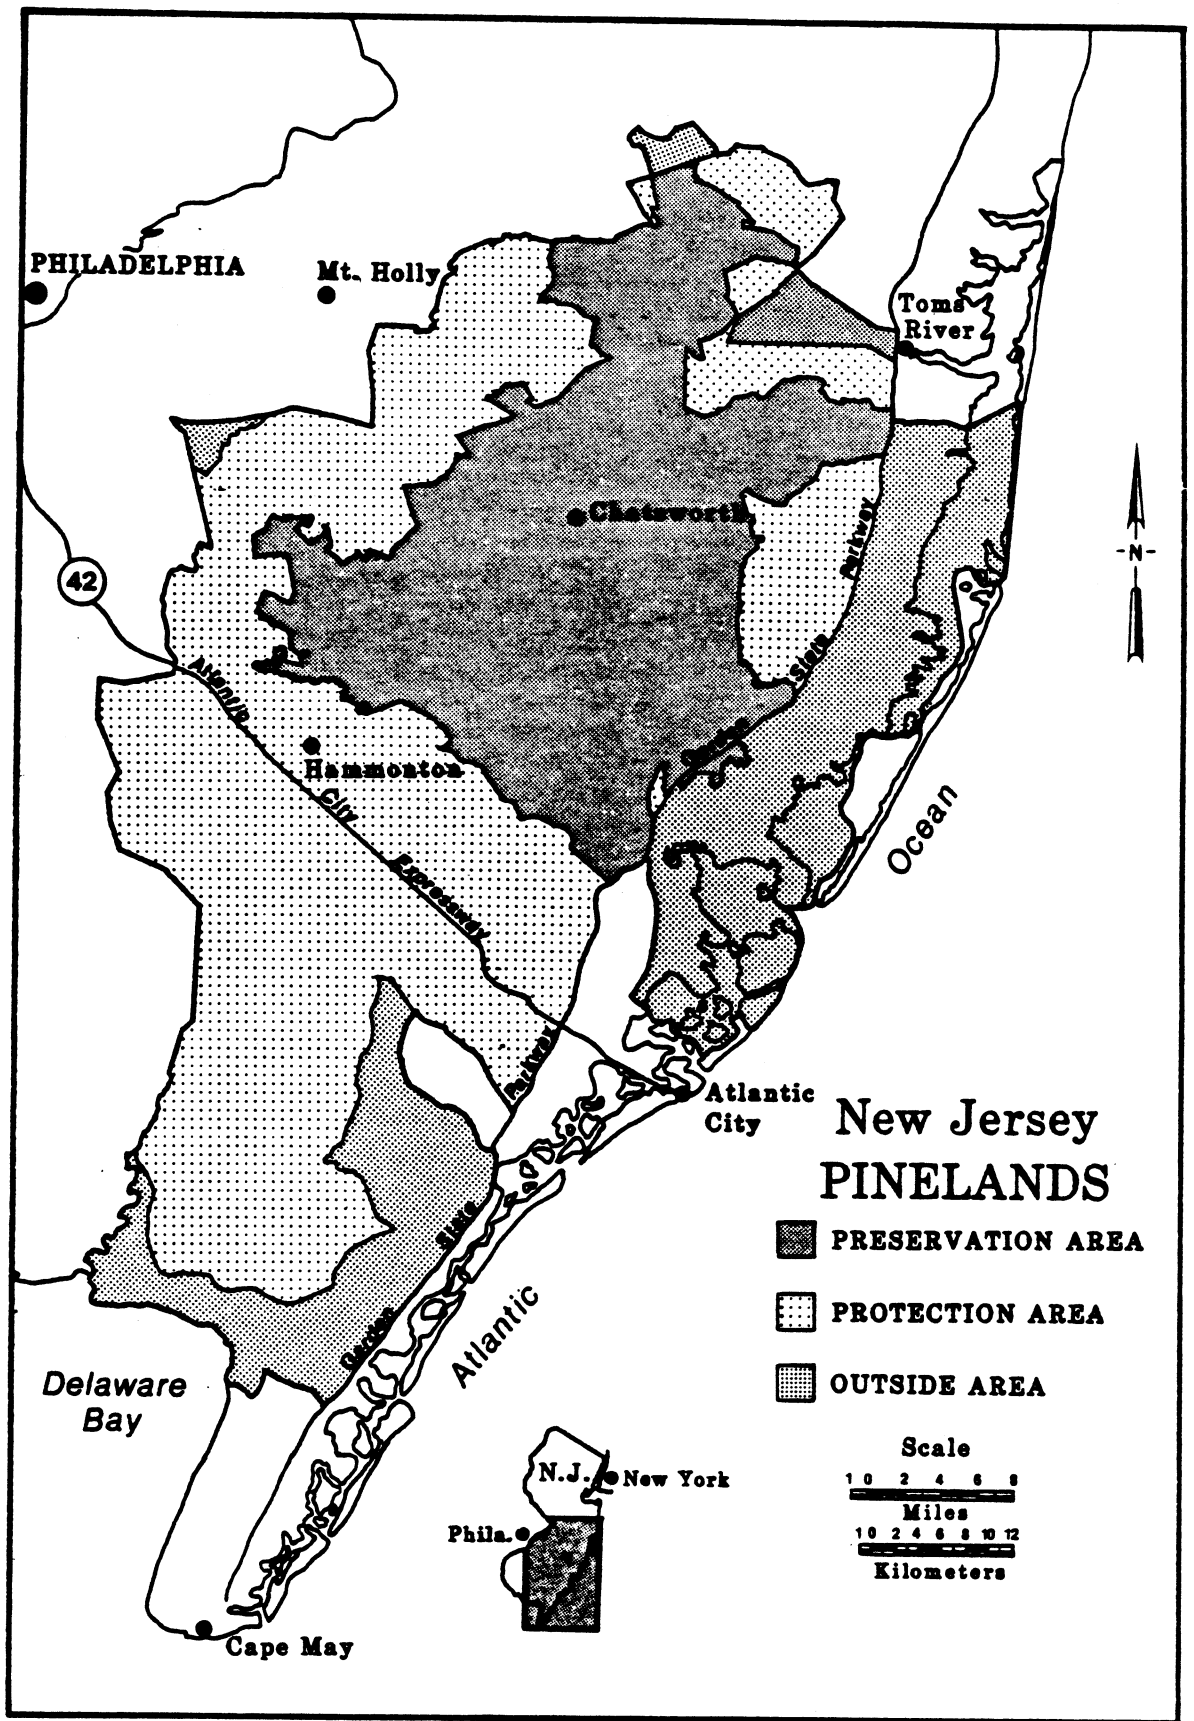 PHILADELPHIA
Mt. Holly
Toms
River
Chatsworth
Parkway
42
State
Atlantic
Garden
Hammonton
City
Ocean
Expressway
Parkway
Atlantic
City
New Jersey
PINELANDS
PRESERVATION AREA
PROTECTION AREA
OUTSIDE AREA
-N-
State
Garden
Atlantic
Delaware
Bay
Scale
1 0 2 4 6 8
Miles
1 0 2 4 6 8 10 12
Kilometers
N.J.
New York
Phila.
Cape May